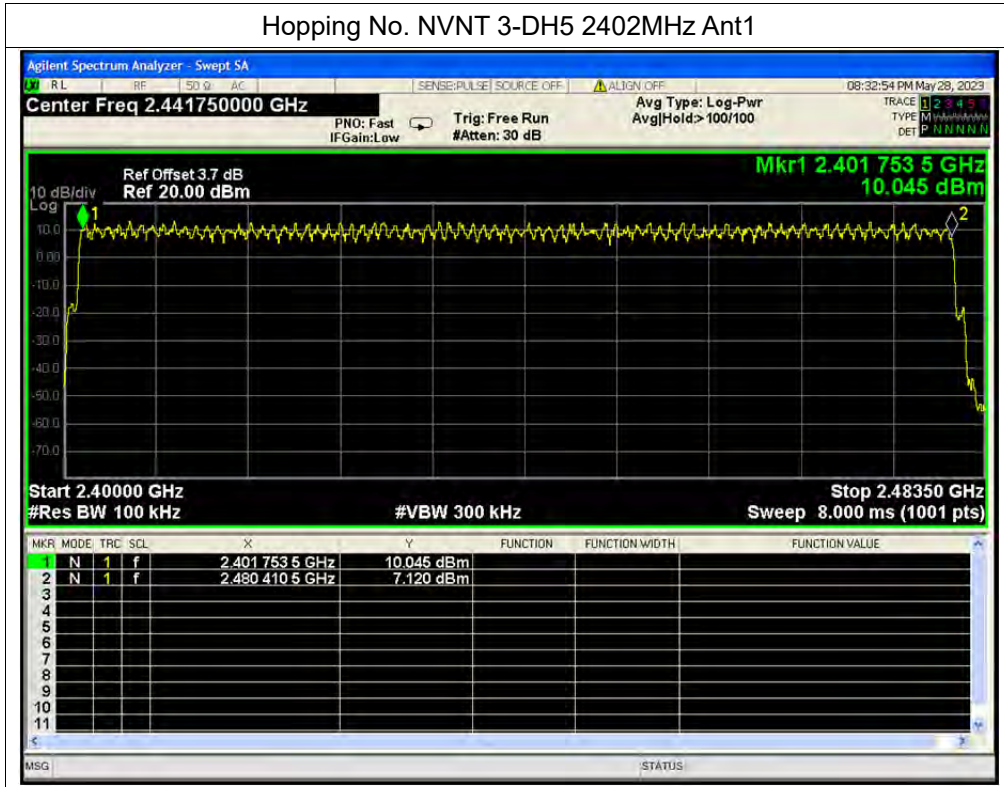 Hopping No. NVNT 3-DH5 2402MHz Ant1
Agilent Spectrum Analyzer - Swept SA
RL RF 50 Ω AC SENSE:PULSE SOURCE OFF ALIGN OFF 08:32:54 PM May 28, 2023
Center Freq 2.441750000 GHz
PNO: Fast
IFGain:Low
Trig: Free Run
#Atten: 30 dB
Avg Type: Log-Pwr
Avg|Hold:> 100/100
TRACE 1 2 3 4 5 6
TYPE M
DET P N N N N N
Ref Offset 3.7 dB
10 dB/div Ref 20.00 dBm
Log
Mkr1 2.401 753 5 GHz
10.045 dBm
1
2
10.0
0.00
-10.0
-20.0
-30.0
-40.0
-50.0
-60.0
-70.0
Start 2.40000 GHz Stop 2.48350 GHz
#Res BW 100 kHz #VBW 300 kHz Sweep 8.000 ms (1001 pts)
MKR MODE TRC SCL X Y FUNCTION FUNCTION WIDTH FUNCTION VALUE
1 N 1 f 2.401 753 5 GHz 10.045 dBm
2 N 1 f 2.480 410 5 GHz 7.120 dBm
3
4
5
6
7
8
9
10
11
MSG STATUS